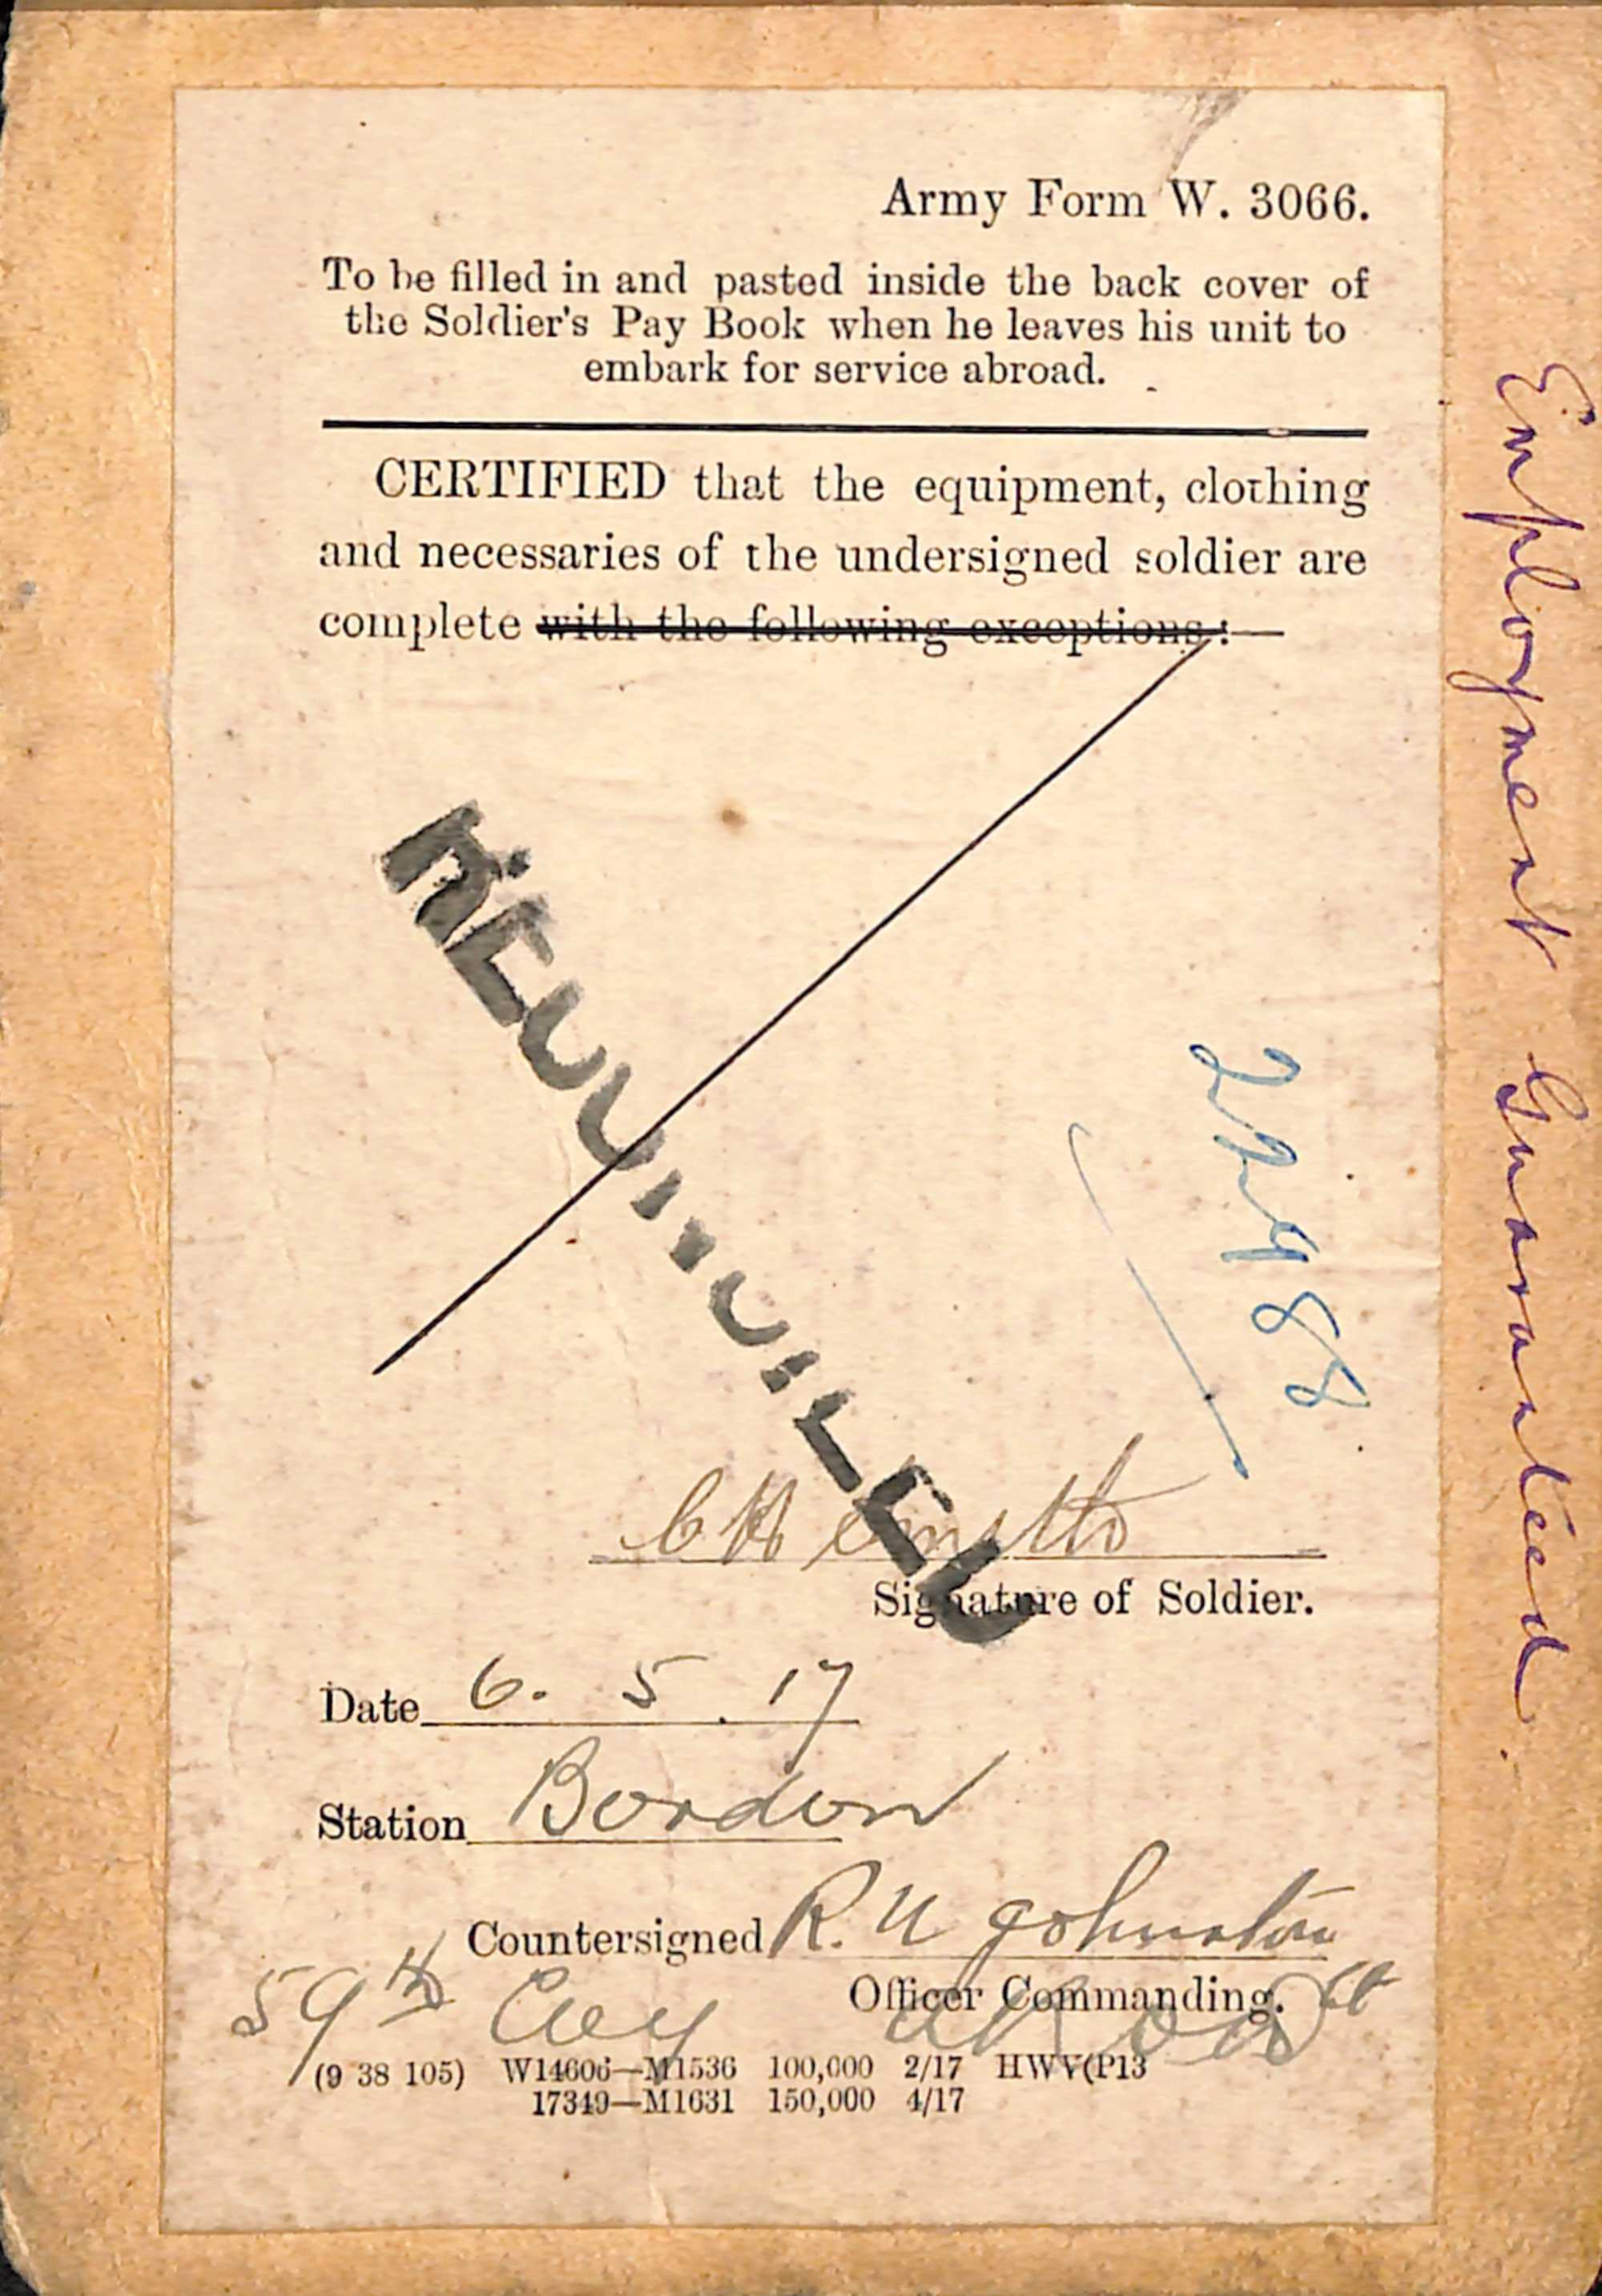 Army Form W. 3066.
To be filled in and pasted inside the back cover of
the Soldier's Pay Book when he leaves his unit to
embark for service abroad.
CERTIFIED that the equipment, clothing
and necessaries of the undersigned soldier are
complete with the following exceptions:—
22988
C H Smith
Signature of Soldier.
Date 6. 5. 17
Station Bordon
Countersigned R. N Johnston
Officer Commanding.
59th Coy
(9 38 105) W14606—M1536 100,000 2/17 HWV(P13
17349—M1631 150,000 4/17
Employment Guaranteed.